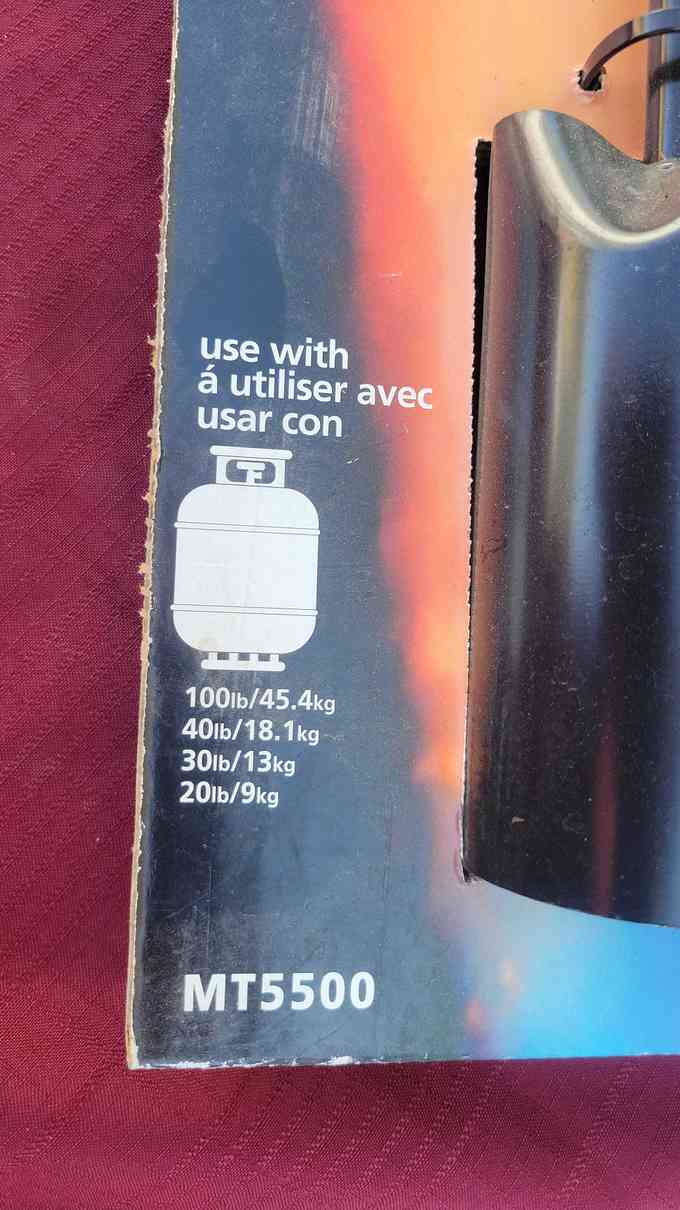 use with
á utiliser avec
usar con
100lb/45.4kg
40lb/18.1kg
30lb/13kg
20lb/9kg
MT5500